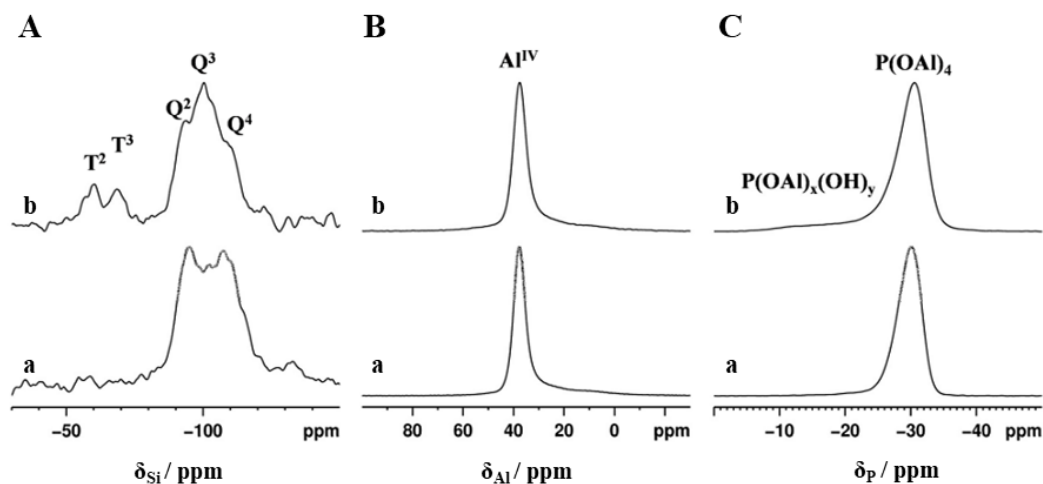 A
B
C
Q³
Q²
Q⁴
T²
T³
b
Alᴵⱽ
b
P(OAl)₄
P(OAl)ₓ(OH)ᵧ
b
a
a
a
−50 −100 ppm
80 60 40 20 0 ppm
−10 −20 −30 −40 ppm
δSi / ppm
δAl / ppm
δP / ppm